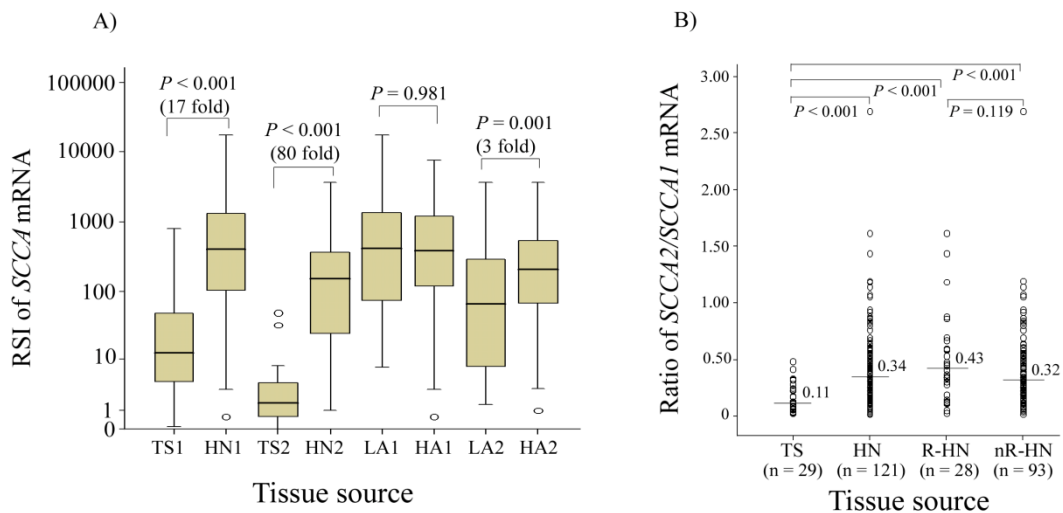 A)
RSI of SCCA mRNA
100000
10000
1000
100
10
1
0
P < 0.001
(17 fold)
P < 0.001
(80 fold)
P = 0.981
P = 0.001
(3 fold)
TS1 HN1 TS2 HN2 LA1 HA1 LA2 HA2
Tissue source
B)
Ratio of SCCA2/SCCA1 mRNA
3.00
2.50
2.00
1.50
1.00
0.50
0
P < 0.001
P < 0.001
P < 0.001
P = 0.119
0.11
0.34
0.43
0.32
TS HN R-HN nR-HN
(n = 29) (n = 121) (n = 28) (n = 93)
Tissue source